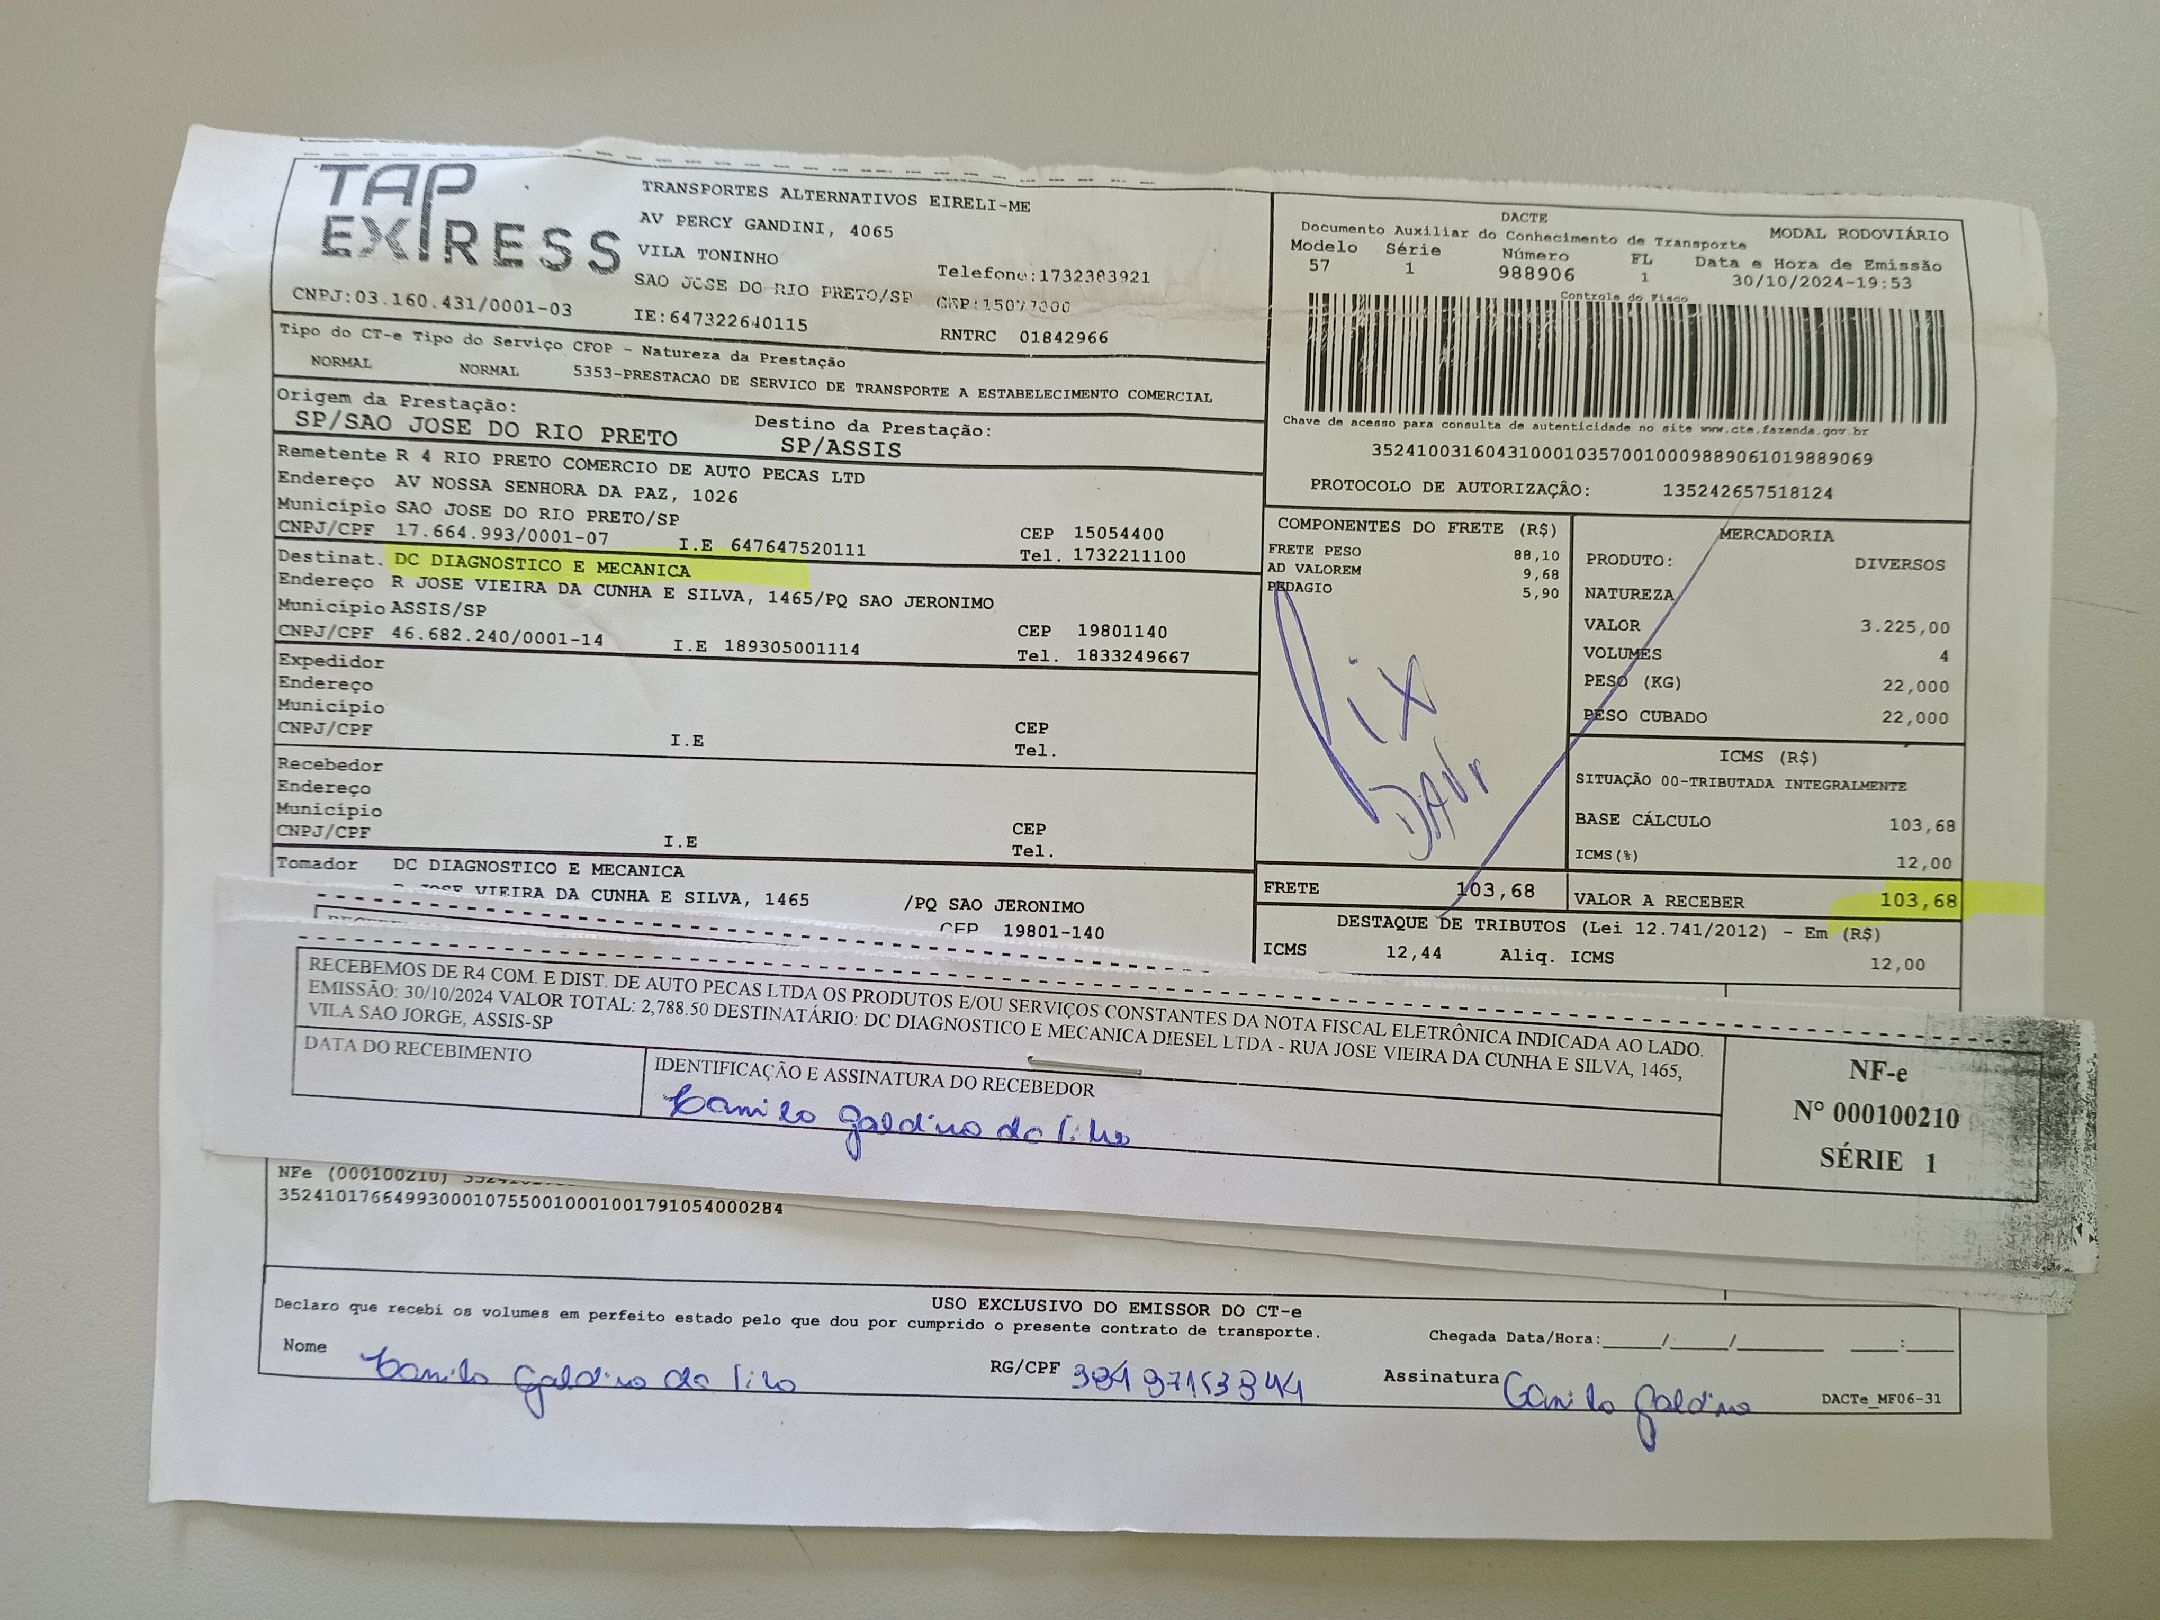 TAP EXPRESS
TRANSPORTES ALTERNATIVOS EIRELI-ME
AV PERCY GANDINI, 4065
VILA TONINHO
SAO JOSE DO RIO PRETO/SP
Telefone:1732383921
CEP:15077000
CNPJ:03.160.431/0001-03
IE:647322640115
RNTRC 01842966
DACTE
MODAL RODOVIÁRIO
Documento Auxiliar do Conhecimento de Transporte
Modelo Série Número FL Data e Hora de Emissão
57 1 988906 1 30/10/2024-19:53
Controle do Fisco
Chave de acesso para consulta de autenticidade no site www.cte.fazenda.gov.br
35241003160431000103570010009889061019889069
PROTOCOLO DE AUTORIZAÇÃO: 135242657518124
Tipo do CT-e Tipo do Serviço CFOP - Natureza da Prestação
NORMAL NORMAL 5353-PRESTACAO DE SERVICO DE TRANSPORTE A ESTABELECIMENTO COMERCIAL
Origem da Prestação: Destino da Prestação:
SP/SAO JOSE DO RIO PRETO SP/ASSIS
Remetente R 4 RIO PRETO COMERCIO DE AUTO PECAS LTD
Endereço AV NOSSA SENHORA DA PAZ, 1026
Município SAO JOSE DO RIO PRETO/SP CEP 15054400
CNPJ/CPF 17.664.993/0001-07 I.E 647647520111 Tel. 1732211100
Destinat. DC DIAGNOSTICO E MECANICA
Endereço R JOSE VIEIRA DA CUNHA E SILVA, 1465/PQ SAO JERONIMO
Município ASSIS/SP CEP 19801140
CNPJ/CPF 46.682.240/0001-14 I.E 189305001114 Tel. 1833249667
Expedidor
Endereço
Município CEP
CNPJ/CPF I.E Tel.
Recebedor
Endereço
Município CEP
CNPJ/CPF I.E Tel.
Tomador DC DIAGNOSTICO E MECANICA
R JOSE VIEIRA DA CUNHA E SILVA, 1465 /PQ SAO JERONIMO
CEP 19801-140
COMPONENTES DO FRETE (R$)
FRETE PESO 88,10
AD VALOREM 9,68
PEDAGIO 5,90
Pix
DAVI
FRETE 103,68
MERCADORIA
PRODUTO: DIVERSOS
NATUREZA
VALOR 3.225,00
VOLUMES 4
PESO (KG) 22,000
PESO CUBADO 22,000
ICMS (R$)
SITUAÇÃO 00-TRIBUTADA INTEGRALMENTE
BASE CÁLCULO 103,68
ICMS(%) 12,00
VALOR A RECEBER 103,68
DESTAQUE DE TRIBUTOS (Lei 12.741/2012) - Em (R$)
ICMS 12,44 Aliq. ICMS 12,00
RECEBEMOS DE R4 COM. E DIST. DE AUTO PECAS LTDA OS PRODUTOS E/OU SERVIÇOS CONSTANTES DA NOTA FISCAL ELETRÔNICA INDICADA AO LADO.
EMISSÃO: 30/10/2024 VALOR TOTAL: 2,788.50 DESTINATÁRIO: DC DIAGNOSTICO E MECANICA DIESEL LTDA - RUA JOSE VIEIRA DA CUNHA E SILVA, 1465,
VILA SAO JORGE, ASSIS-SP
DATA DO RECEBIMENTO
IDENTIFICAÇÃO E ASSINATURA DO RECEBEDOR
Camilo Galdino da Silva
NF-e
Nº 000100210
SÉRIE 1
NFe (000100210)
35241017664993000107550010001001791054000284
USO EXCLUSIVO DO EMISSOR DO CT-e
Declaro que recebi os volumes em perfeito estado pelo que dou por cumprido o presente contrato de transporte.
Chegada Data/Hora:____/____/______ ____:____
Nome Camilo Galdino da Silva RG/CPF Assinatura Camilo Galdino
DACTe_MF06-31